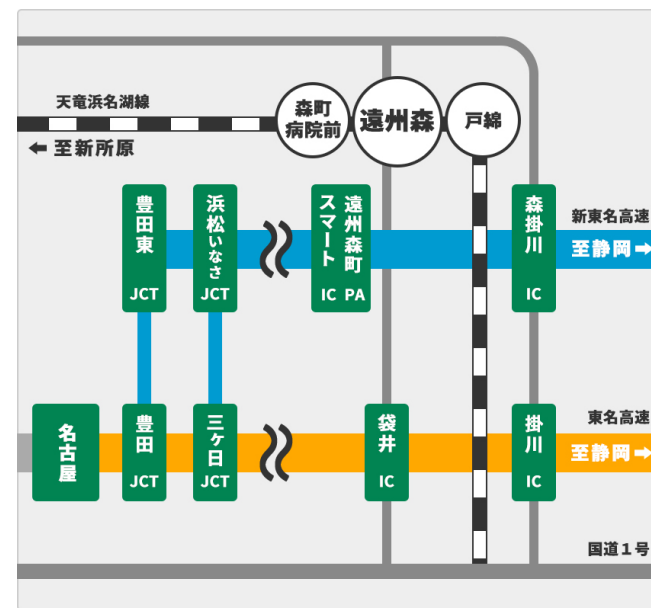 天竜浜名湖線
森町
病院前
遠州森
戸綿
← 至新所原
豊田東
JCT
浜松いなさ
JCT
遠州森町
スマート
IC PA
森掛川
IC
新東名高速
至静岡→
名古屋
豊田
JCT
三ヶ日
JCT
袋井
IC
掛川
IC
東名高速
至静岡→
国道１号